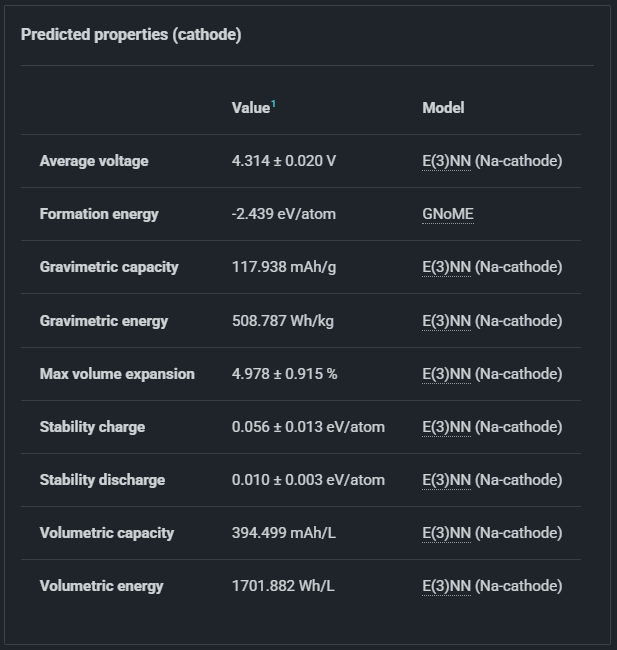 Predicted properties (cathode)
Value1 Model
Average voltage 4.314 ± 0.020 V E(3)NN (Na-cathode)
Formation energy -2.439 eV/atom GNoME
Gravimetric capacity 117.938 mAh/g E(3)NN (Na-cathode)
Gravimetric energy 508.787 Wh/kg E(3)NN (Na-cathode)
Max volume expansion 4.978 ± 0.915 % E(3)NN (Na-cathode)
Stability charge 0.056 ± 0.013 eV/atom E(3)NN (Na-cathode)
Stability discharge 0.010 ± 0.003 eV/atom E(3)NN (Na-cathode)
Volumetric capacity 394.499 mAh/L E(3)NN (Na-cathode)
Volumetric energy 1701.882 Wh/L E(3)NN (Na-cathode)